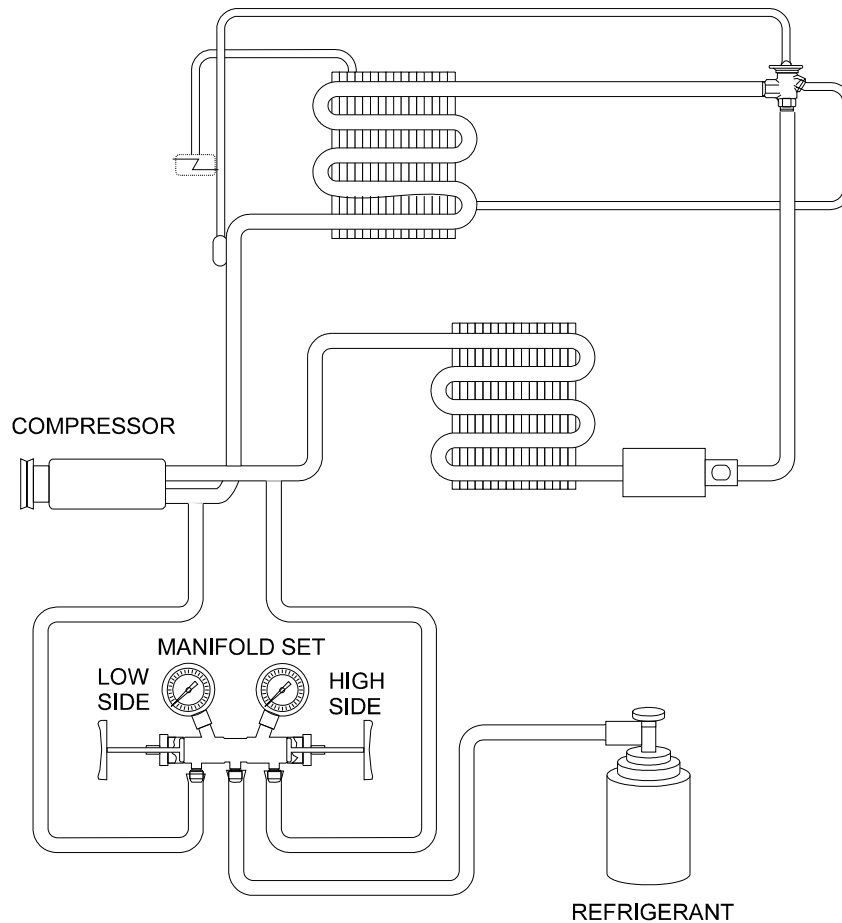 COMPRESSOR
MANIFOLD SET
LOW
SIDE
HIGH
SIDE
REFRIGERANT